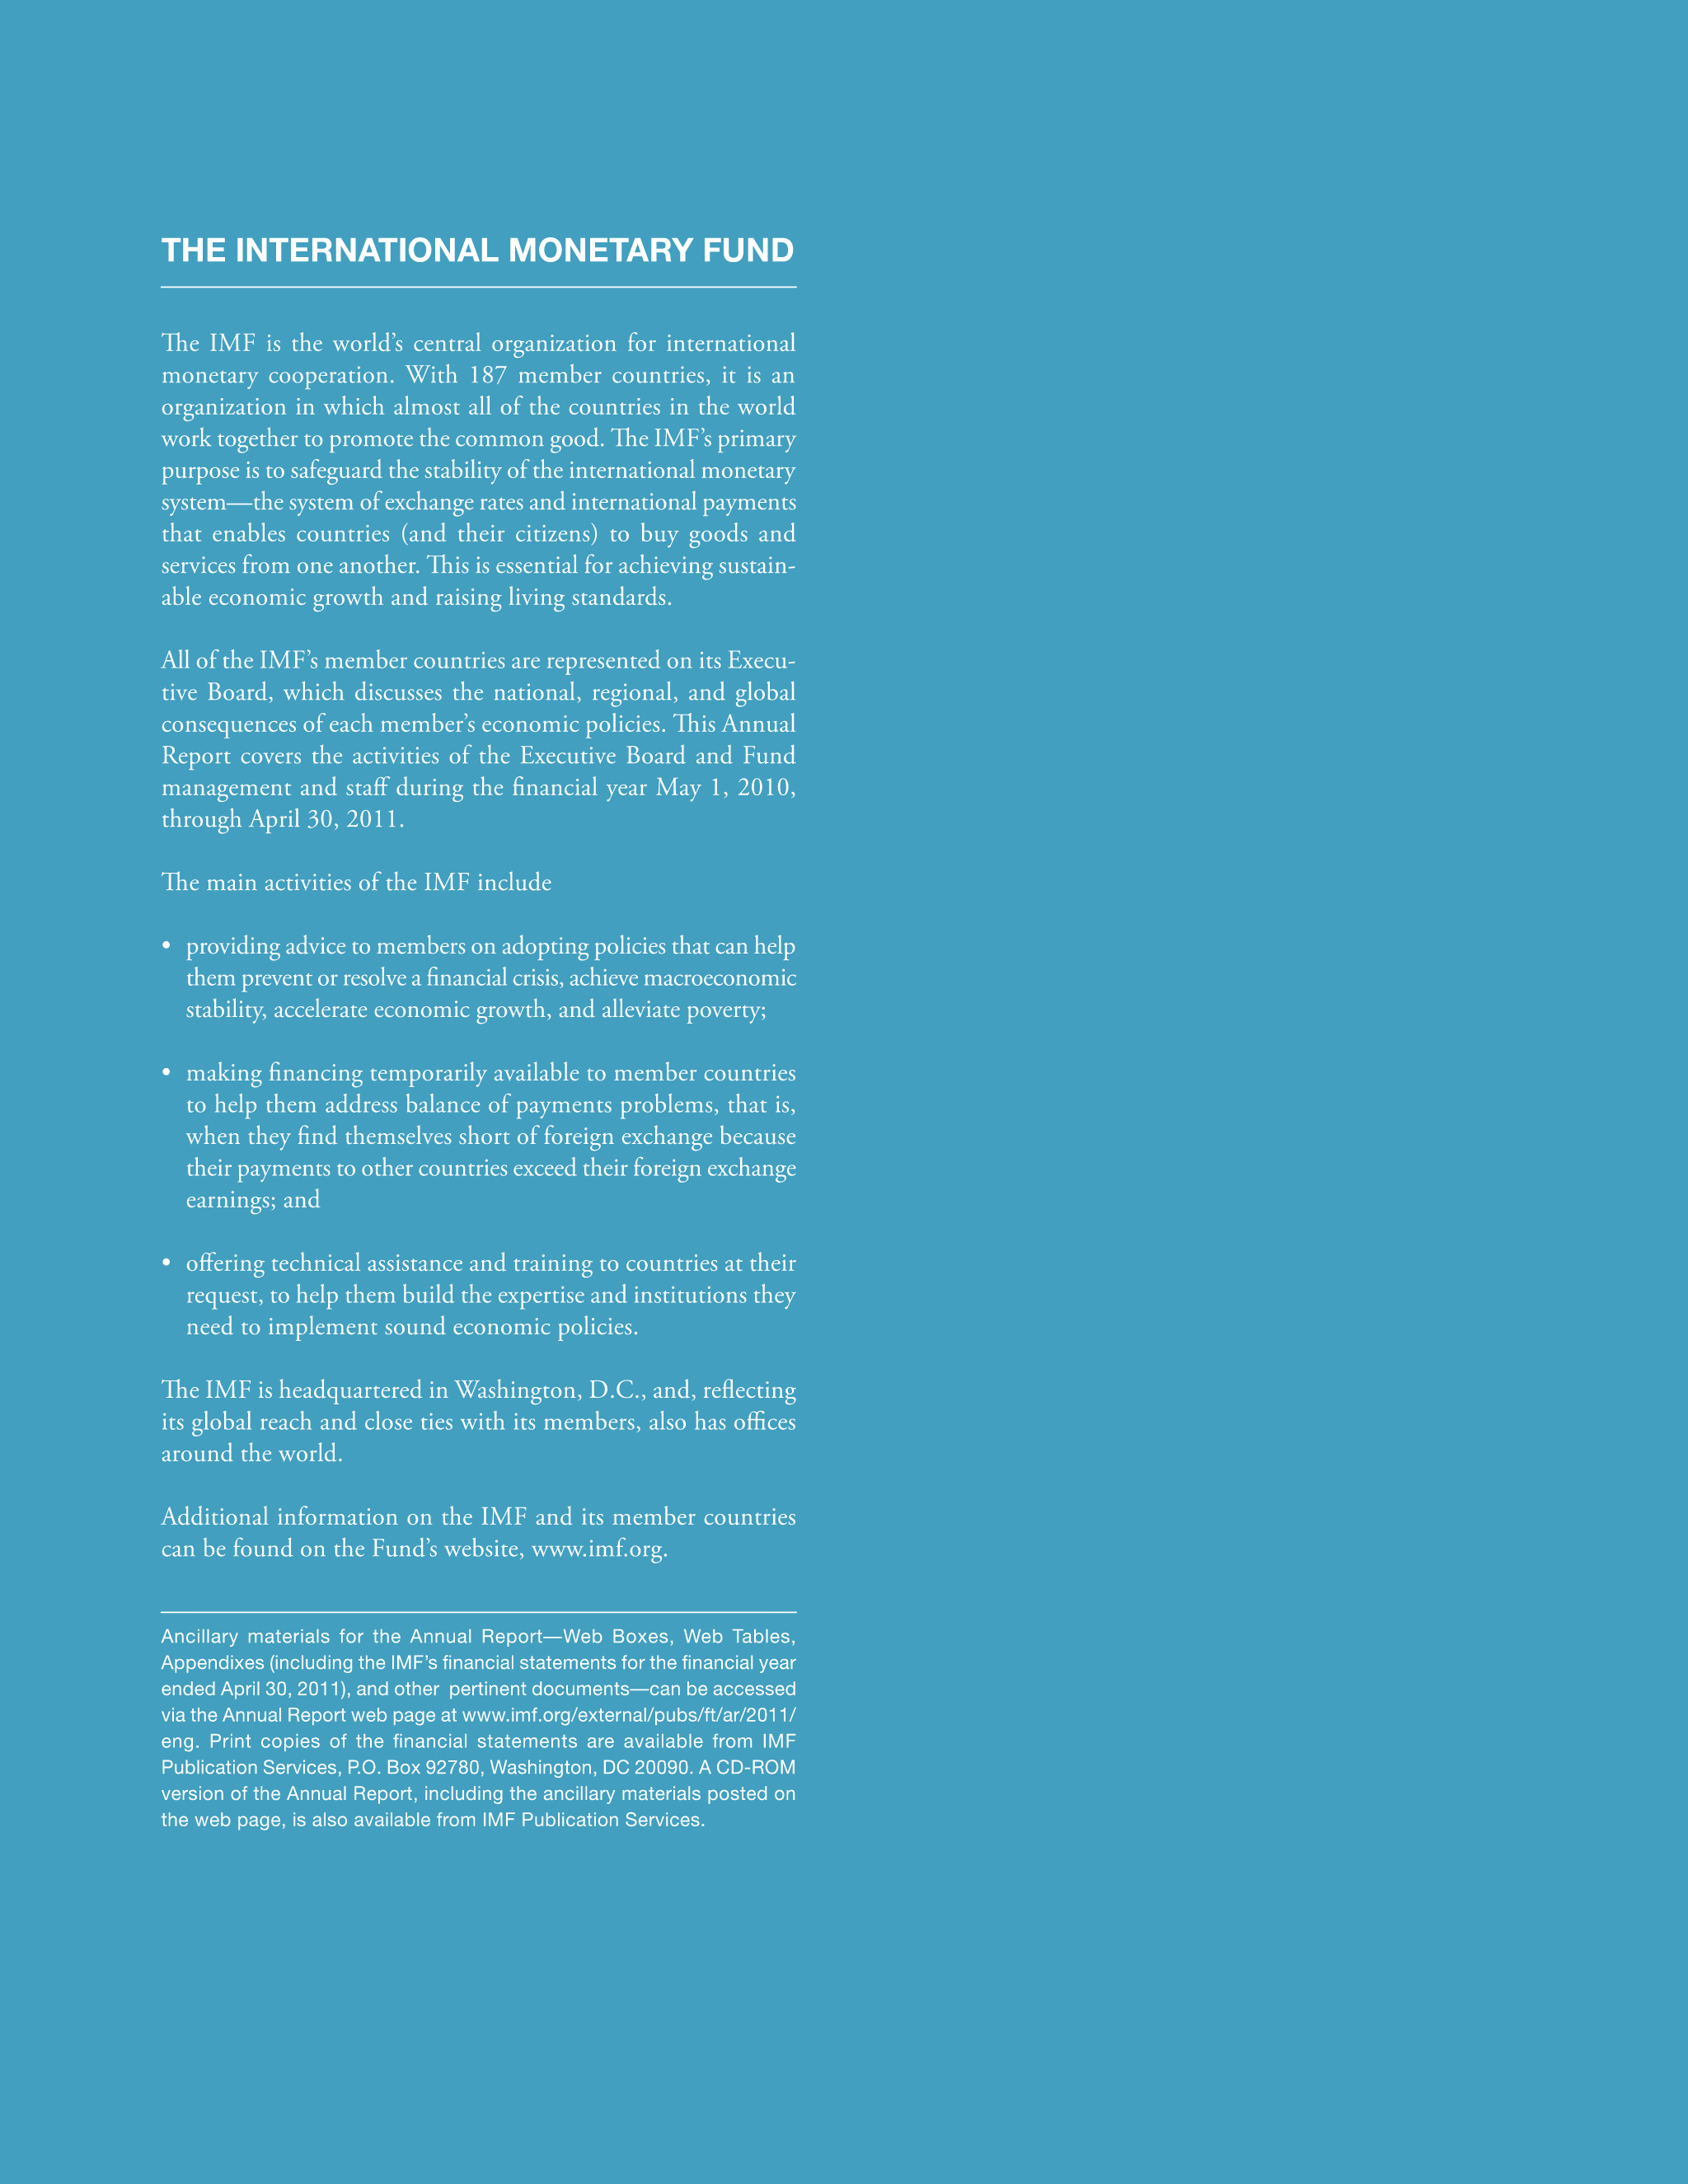 THE INTERNATIONAL MONETARY FUND
The IMF is the world’s central organization for international
monetary cooperation. With 187 member countries, it is an
organization in which almost all of the countries in the world
work together to promote the common good. The IMF’s primary
purpose is to safeguard the stability of the international monetary
system—the system of exchange rates and international payments
that enables countries (and their citizens) to buy goods and
services from one another. This is essential for achieving sustain-
able economic growth and raising living standards.
All of the IMF’s member countries are represented on its Execu-
tive Board, which discusses the national, regional, and global
consequences of each member’s economic policies. This Annual
Report covers the activities of the Executive Board and Fund
management and staff during the financial year May 1, 2010,
through April 30, 2011.
The main activities of the IMF include
• providing advice to members on adopting policies that can help
them prevent or resolve a financial crisis, achieve macroeconomic
stability, accelerate economic growth, and alleviate poverty;
• making financing temporarily available to member countries
to help them address balance of payments problems, that is,
when they find themselves short of foreign exchange because
their payments to other countries exceed their foreign exchange
earnings; and
• offering technical assistance and training to countries at their
request, to help them build the expertise and institutions they
need to implement sound economic policies.
The IMF is headquartered in Washington, D.C., and, reflecting
its global reach and close ties with its members, also has offices
around the world.
Additional information on the IMF and its member countries
can be found on the Fund’s website, www.imf.org.
Ancillary materials for the Annual Report—Web Boxes, Web Tables,
Appendixes (including the IMF’s financial statements for the financial year
ended April 30, 2011), and other pertinent documents—can be accessed
via the Annual Report web page at www.imf.org/external/pubs/ft/ar/2011/
eng. Print copies of the financial statements are available from IMF
Publication Services, P.O. Box 92780, Washington, DC 20090. A CD-ROM
version of the Annual Report, including the ancillary materials posted on
the web page, is also available from IMF Publication Services.